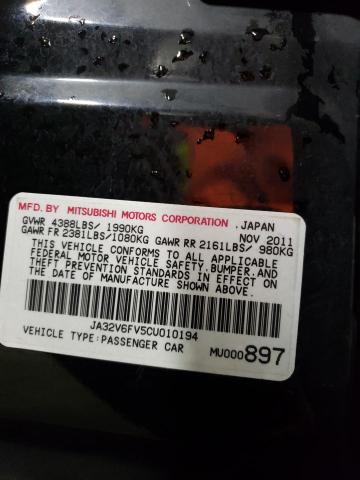 MFD. BY MITSUBISHI MOTORS CORPORATION , JAPAN
GVWR 4388LBS/ 1990KG NOV 2011
GAWR FR 2381LBS/1080KG GAWR RR 2161LBS/ 980KG
THIS VEHICLE CONFORMS TO ALL APPLICABLE
FEDERAL MOTOR VEHICLE SAFETY, BUMPER, AND
THEFT PREVENTION STANDARDS IN EFFECT ON
THE DATE OF MANUFACTURE SHOWN ABOVE.
JA32V6FV5CU010194
VEHICLE TYPE:PASSENGER CAR MU000897